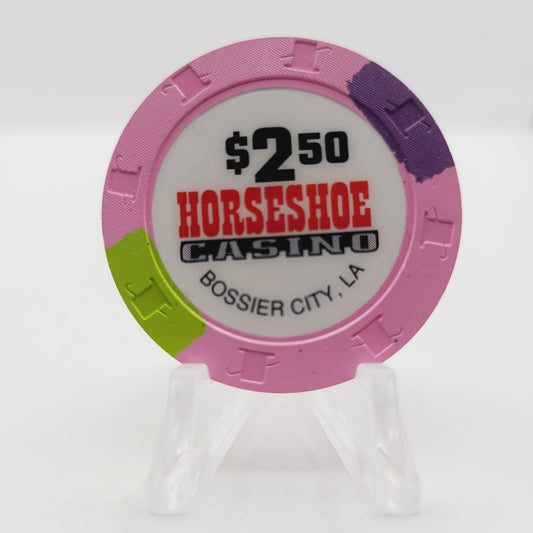 $2.50
HORSESHOE
CASINO
BOSSIER CITY, LA